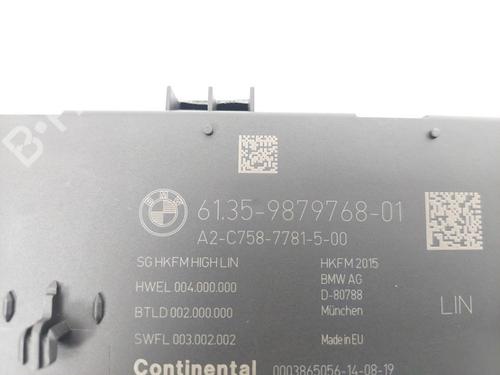 BMW
61.35-9879768-01
A2-C758-7781-5-00
SG HKFM HIGH LIN
HKFM 2015
HWEL 004.000.000
BMW AG
D-80788
BTLD 002.000.000
München
LIN
SWFL 003.002.002
Made in EU
Continental
0003865056-14-08-19